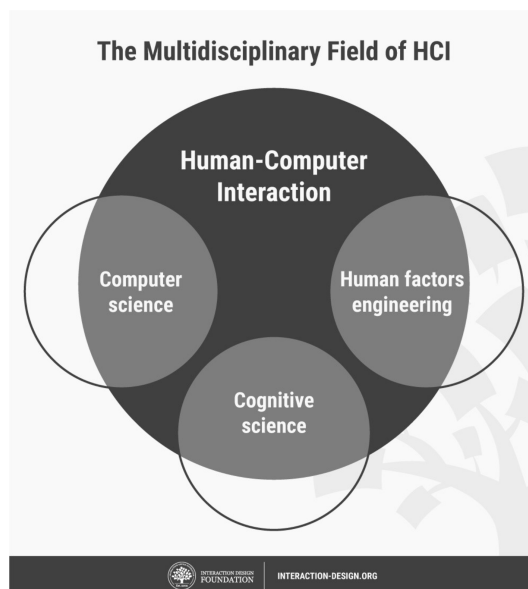 The Multidisciplinary Field of HCI
Human-Computer
Interaction
Computer
science
Human factors
engineering
Cognitive
science
INTERACTION DESIGN
FOUNDATION
INTERACTION-DESIGN.ORG